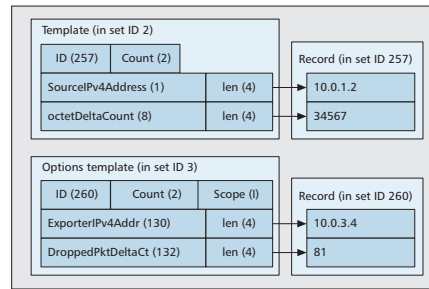 Template (in set ID 2)
ID (257) Count (2)
SourceIPv4Address (1) len (4)
octetDeltaCount (8) len (4)
Record (in set ID 257)
10.0.1.2
34567
Options template (in set ID 3)
ID (260) Count (2) Scope (I)
ExporterIPv4Addr (130) len (4)
DroppedPktDeltaCt (132) len (4)
Record (in set ID 260)
10.0.3.4
81